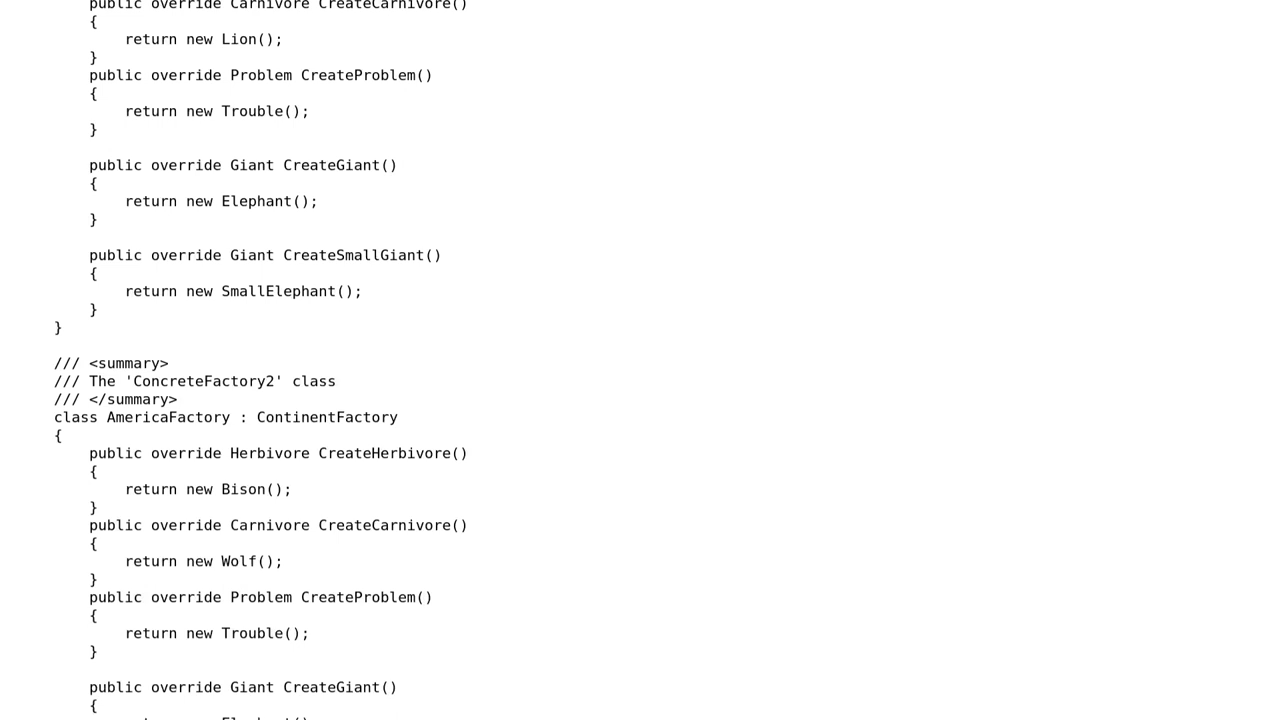 public override Carnivore CreateCarnivore()
{
return new Lion();
}
public override Problem CreateProblem()
{
return new Trouble();
}
public override Giant CreateGiant()
{
return new Elephant();
}
public override Giant CreateSmallGiant()
{
return new SmallElephant();
}
}
/// <summary>
/// The 'ConcreteFactory2' class
/// </summary>
class AmericaFactory : ContinentFactory
{
public override Herbivore CreateHerbivore()
{
return new Bison();
}
public override Carnivore CreateCarnivore()
{
return new Wolf();
}
public override Problem CreateProblem()
{
return new Trouble();
}
public override Giant CreateGiant()
{